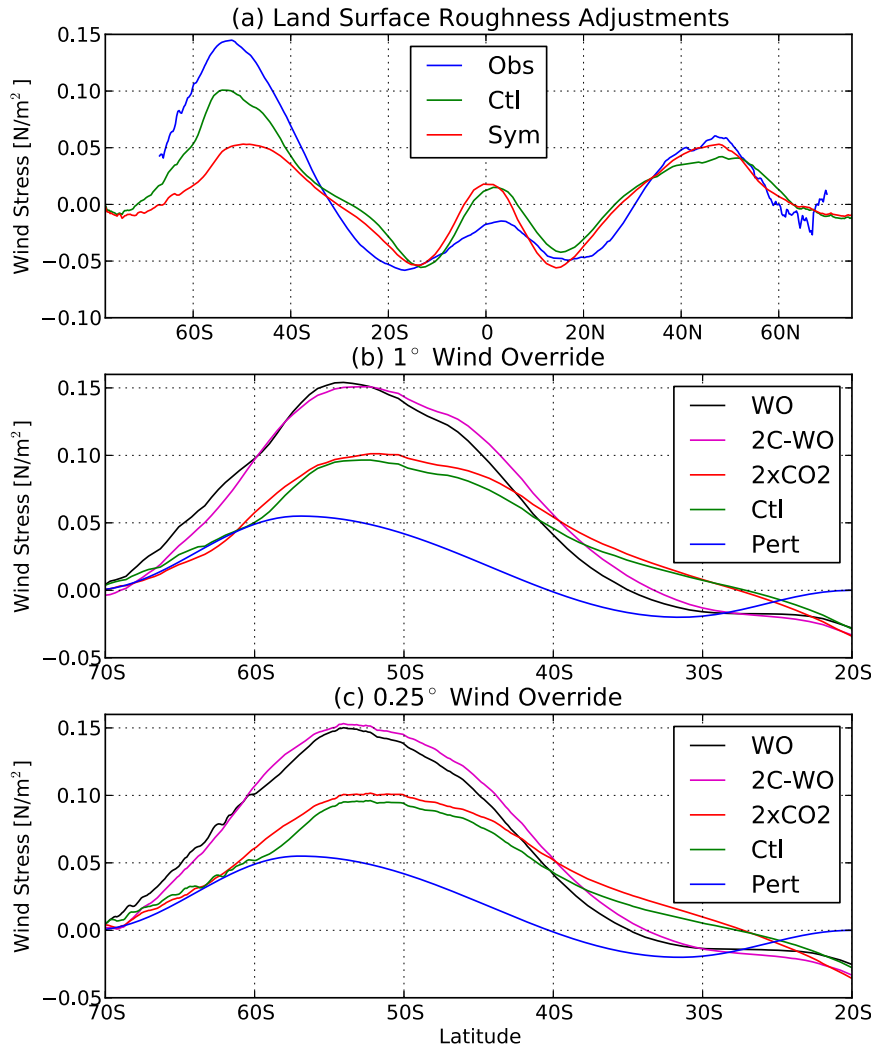 (a) Land Surface Roughness Adjustments
Wind Stress [N/m²]
0.15
0.10
0.05
0.00
−0.05
−0.10
Obs
Ctl
Sym
60S 40S 20S 0 20N 40N 60N
(b) 1° Wind Override
Wind Stress [N/m²]
0.15
0.10
0.05
0.00
−0.05
WO
2C-WO
2xCO2
Ctl
Pert
70S 60S 50S 40S 30S 20S
(c) 0.25° Wind Override
Wind Stress [N/m²]
0.15
0.10
0.05
0.00
−0.05
WO
2C-WO
2xCO2
Ctl
Pert
70S 60S 50S 40S 30S 20S
Latitude